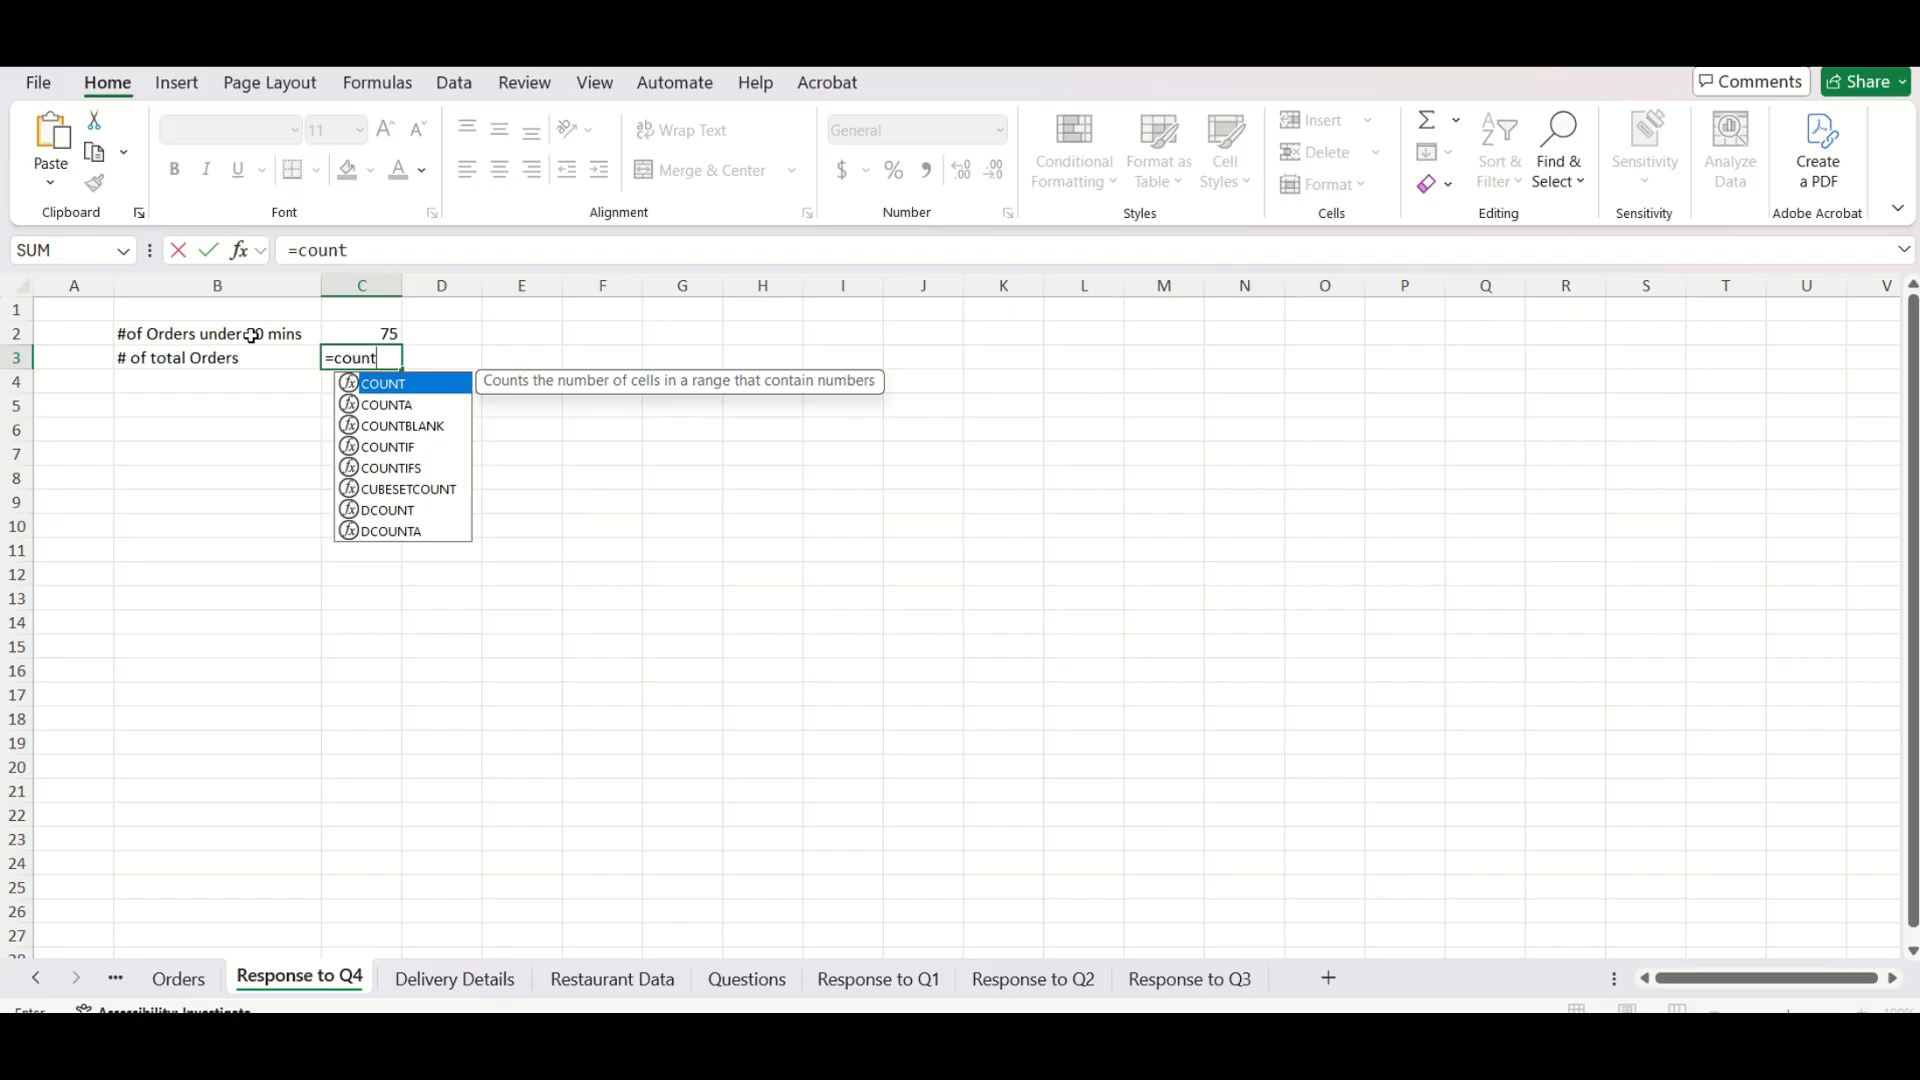 File Home Insert Page Layout Formulas Data Review View Automate Help Acrobat Comments Share
Paste
11
Wrap Text
General
Merge & Center
Conditional Formatting
Format as Table
Cell Styles
Insert
Delete
Format
Sort & Filter
Find & Select
Sensitivity
Analyze Data
Create a PDF
Clipboard Font Alignment Number Styles Cells Editing Sensitivity Adobe Acrobat
SUM fx =count
A B C D E F G H I J K L M N O P Q R S T U V
1
2 #of Orders under mins 75
3 # of total Orders =count
4 COUNT Counts the number of cells in a range that contain numbers
5 COUNTA
6 COUNTBLANK
7 COUNTIF
8 COUNTIFS
9 CUBESETCOUNT
10 DCOUNT
11 DCOUNTA
12
13
14
15
16
17
18
19
20
21
22
23
24
25
26
27
Orders Response to Q4 Delivery Details Restaurant Data Questions Response to Q1 Response to Q2 Response to Q3
Accessibility: Investigate